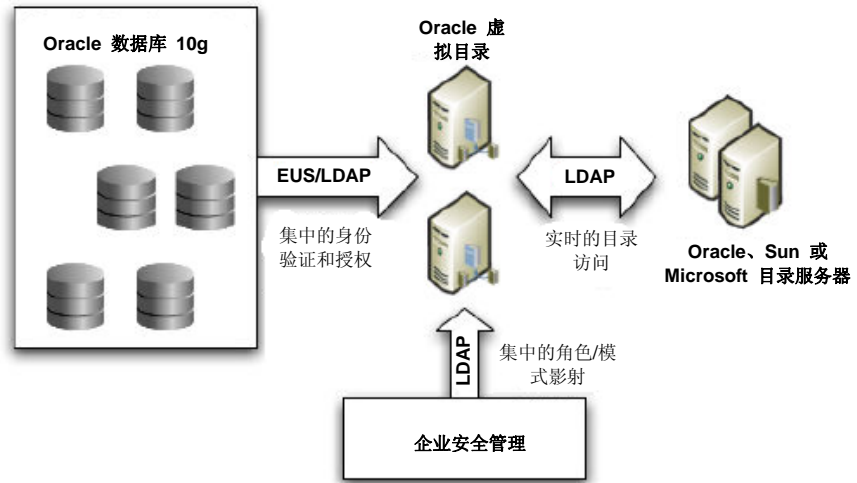 Oracle 数据库 10g
Oracle 虚
拟目录
EUS/LDAP
集中的身份
验证和授权
LDAP
实时的目录
访问
Oracle、Sun 或
Microsoft 目录服务器
LDAP
集中的角色/模
式影射
企业安全管理